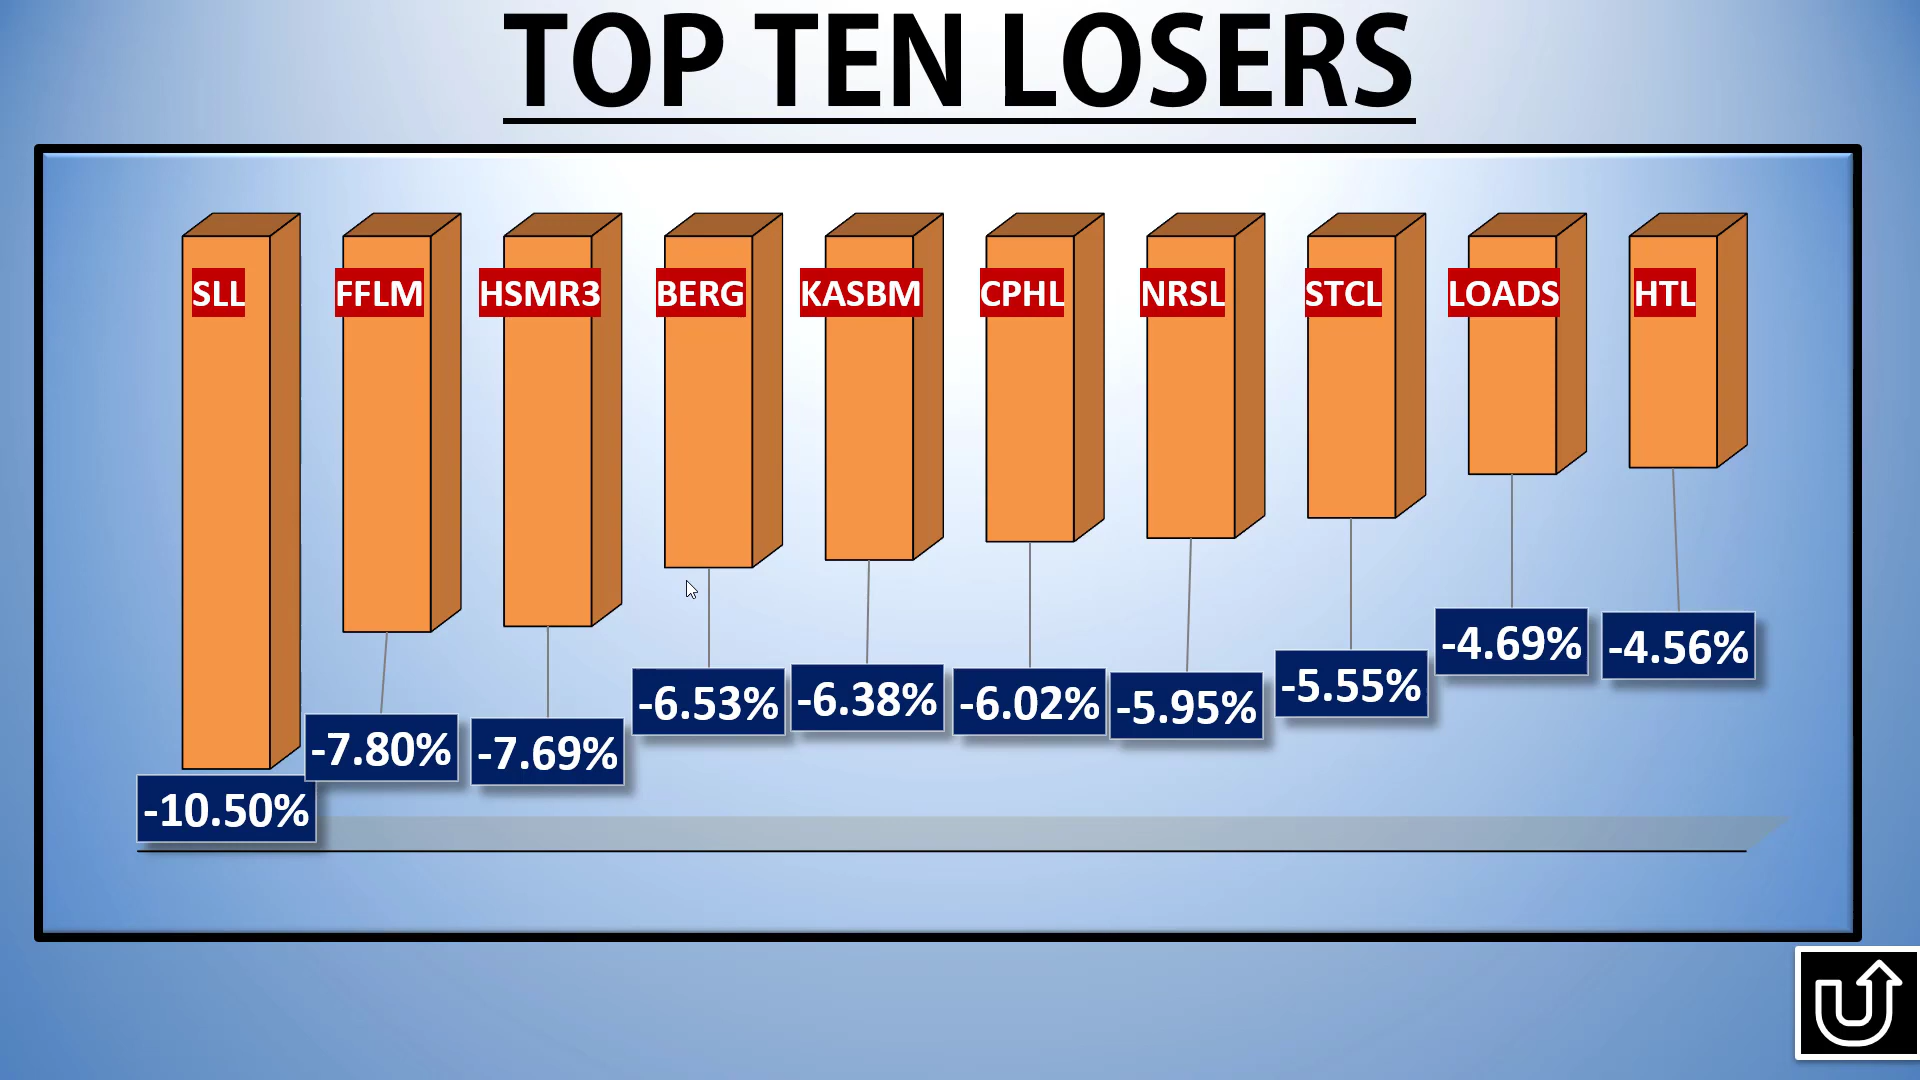 TOP TEN LOSERS
SLL FFLM HSMR3 BERG KASBM CPHL NRSL STCL LOADS HTL
-10.50% -7.80% -7.69% -6.53% -6.38% -6.02% -5.95% -5.55% -4.69% -4.56%